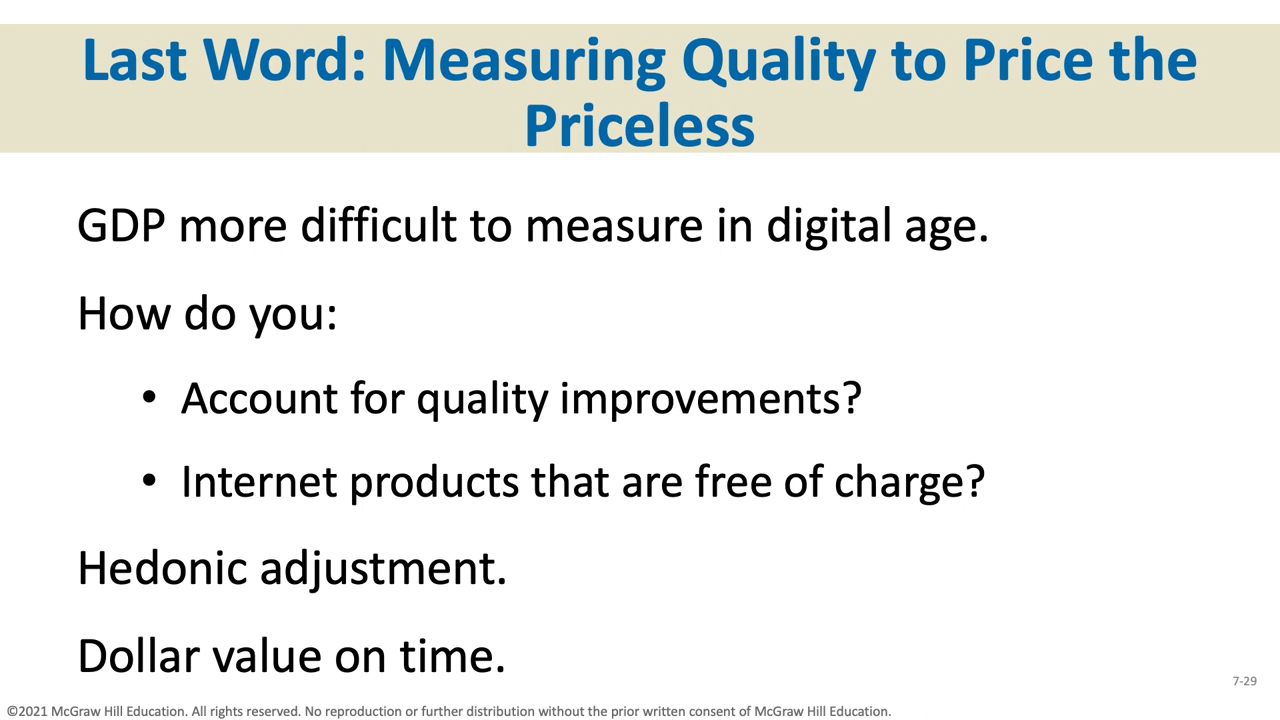 Last Word: Measuring Quality to Price the
Priceless
GDP more difficult to measure in digital age.
How do you:
• Account for quality improvements?
• Internet products that are free of charge?
Hedonic adjustment.
Dollar value on time.
7-29
©2021 McGraw Hill Education. All rights reserved. No reproduction or further distribution without the prior written consent of McGraw Hill Education.